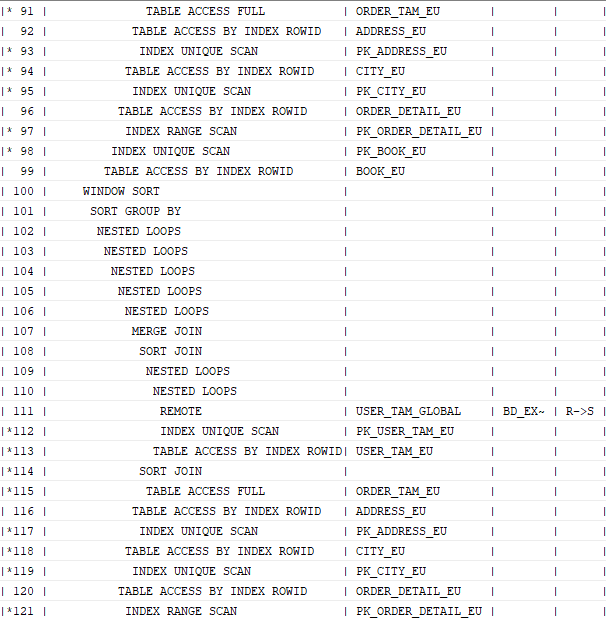 |* 91 |              TABLE ACCESS FULL           | ORDER_TAM_EU       |        |      |
|  92 |            TABLE ACCESS BY INDEX ROWID   | ADDRESS_EU         |        |      |
|* 93 |             INDEX UNIQUE SCAN            | PK_ADDRESS_EU      |        |      |
|* 94 |           TABLE ACCESS BY INDEX ROWID    | CITY_EU            |        |      |
|* 95 |            INDEX UNIQUE SCAN             | PK_CITY_EU         |        |      |
|  96 |          TABLE ACCESS BY INDEX ROWID     | ORDER_DETAIL_EU    |        |      |
|* 97 |           INDEX RANGE SCAN               | PK_ORDER_DETAIL_EU |        |      |
|* 98 |         INDEX UNIQUE SCAN                | PK_BOOK_EU         |        |      |
|  99 |        TABLE ACCESS BY INDEX ROWID       | BOOK_EU            |        |      |
| 100 |     WINDOW SORT                          |                    |        |      |
| 101 |      SORT GROUP BY                       |                    |        |      |
| 102 |       NESTED LOOPS                       |                    |        |      |
| 103 |        NESTED LOOPS                      |                    |        |      |
| 104 |         NESTED LOOPS                     |                    |        |      |
| 105 |          NESTED LOOPS                    |                    |        |      |
| 106 |           NESTED LOOPS                   |                    |        |      |
| 107 |            MERGE JOIN                    |                    |        |      |
| 108 |             SORT JOIN                    |                    |        |      |
| 109 |              NESTED LOOPS                |                    |        |      |
| 110 |               NESTED LOOPS               |                    |        |      |
| 111 |                REMOTE                    | USER_TAM_GLOBAL    | BD_EX~ | R->S |
|*112 |                INDEX UNIQUE SCAN         | PK_USER_TAM_EU     |        |      |
|*113 |               TABLE ACCESS BY INDEX ROWID| USER_TAM_EU        |        |      |
|*114 |             SORT JOIN                    |                    |        |      |
|*115 |              TABLE ACCESS FULL           | ORDER_TAM_EU       |        |      |
| 116 |            TABLE ACCESS BY INDEX ROWID   | ADDRESS_EU         |        |      |
|*117 |             INDEX UNIQUE SCAN            | PK_ADDRESS_EU      |        |      |
|*118 |           TABLE ACCESS BY INDEX ROWID    | CITY_EU            |        |      |
|*119 |            INDEX UNIQUE SCAN             | PK_CITY_EU         |        |      |
| 120 |          TABLE ACCESS BY INDEX ROWID     | ORDER_DETAIL_EU    |        |      |
|*121 |           INDEX RANGE SCAN               | PK_ORDER_DETAIL_EU |        |      |